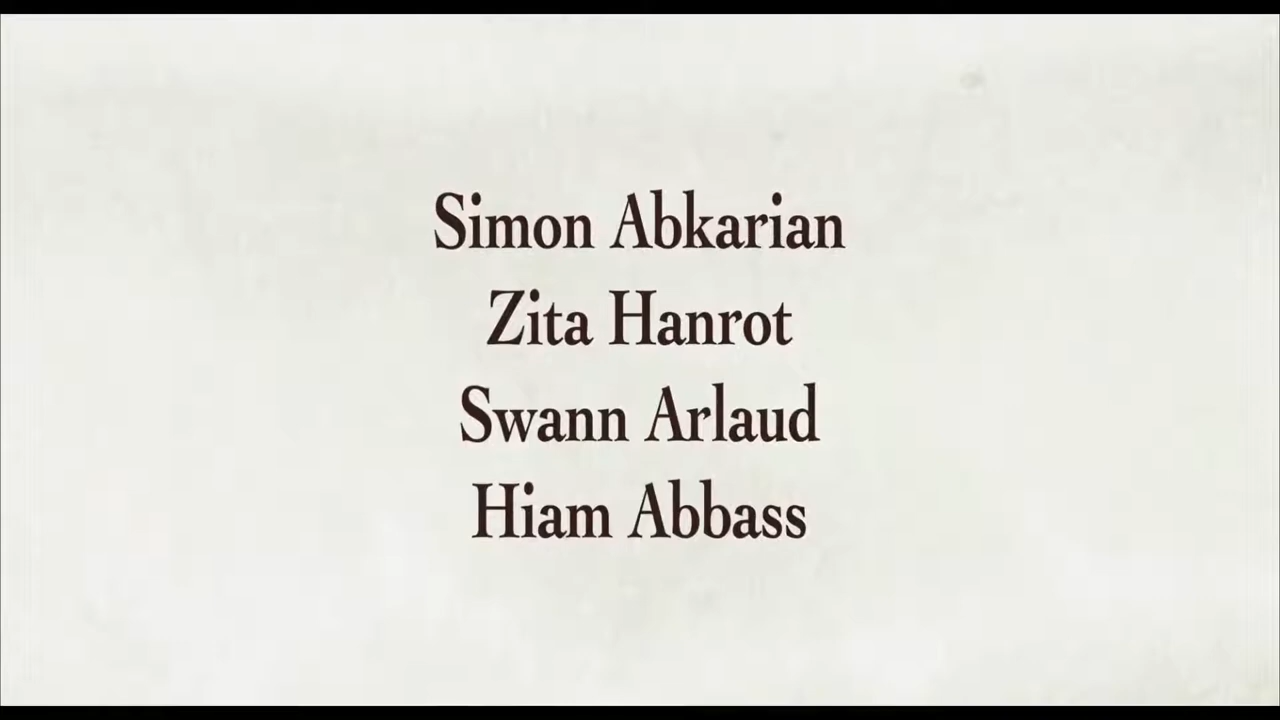 Simon Abkarian
Zita Hanrot
Swann Arlaud
Hiam Abbass